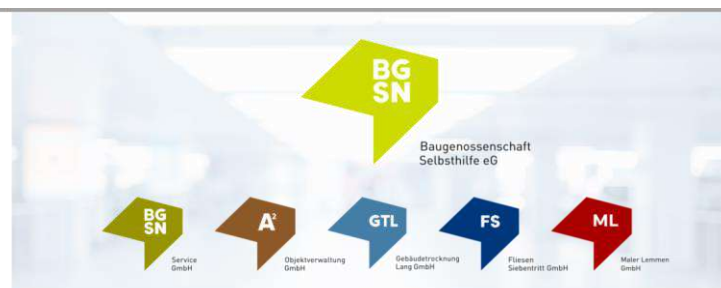 BG
SN
Baugenossenschaft
Selbsthilfe eG
BG
SN
Service
GmbH
A²
Objektverwaltung
GmbH
GTL
Gebäudetrocknung
Lang GmbH
FS
Fliesen
Siebentritt GmbH
ML
Maler Lemmen
GmbH